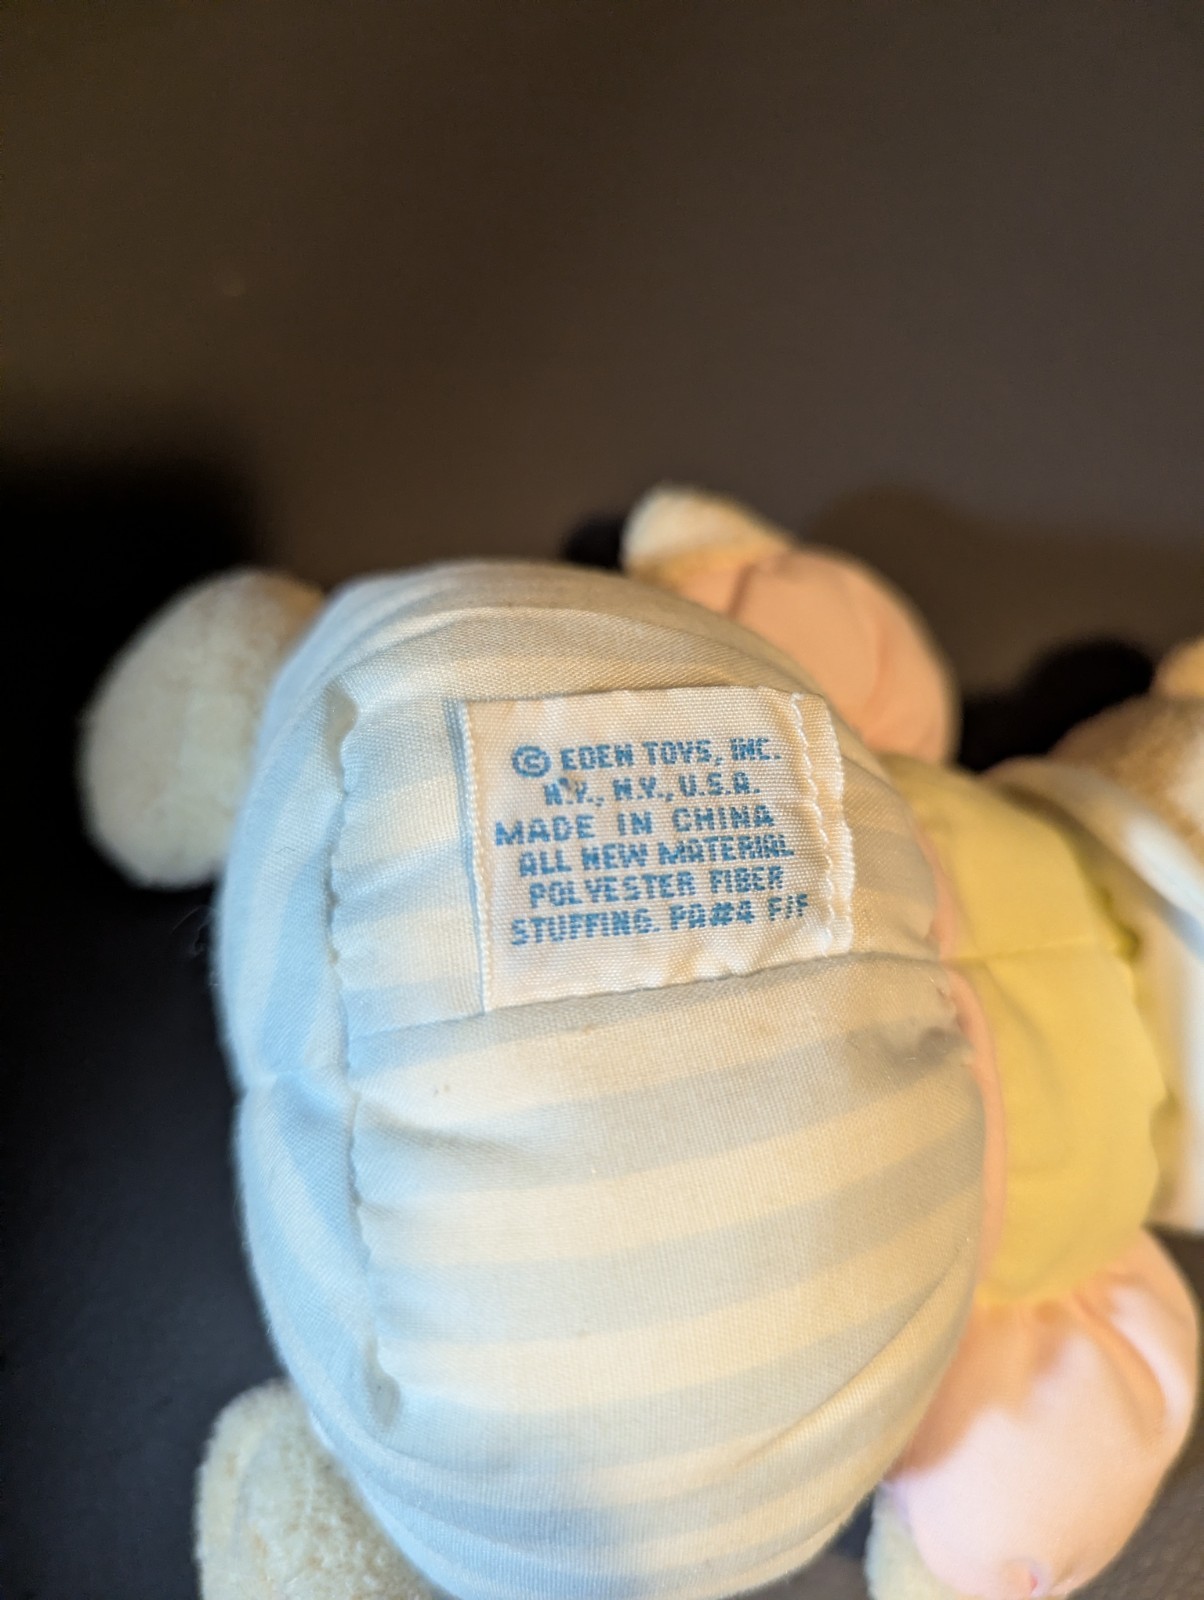 © EDEN TOYS, INC.
N.Y., N.Y., U.S.A.
MADE IN CHINA
ALL NEW MATERIAL
POLYESTER FIBER
STUFFING. PA#4 F/F